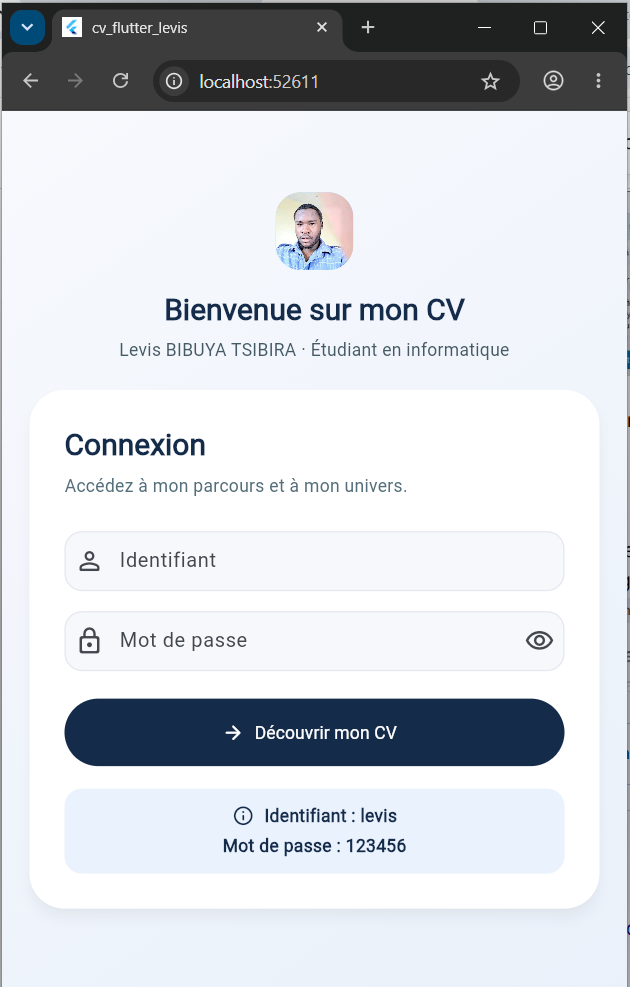 cv_flutter_levis
localhost:52611
Bienvenue sur mon CV
Levis BIBUYA TSIBIRA · Étudiant en informatique
Connexion
Accédez à mon parcours et à mon univers.
Identifiant
Mot de passe
Découvrir mon CV
Identifiant : levis
Mot de passe : 123456